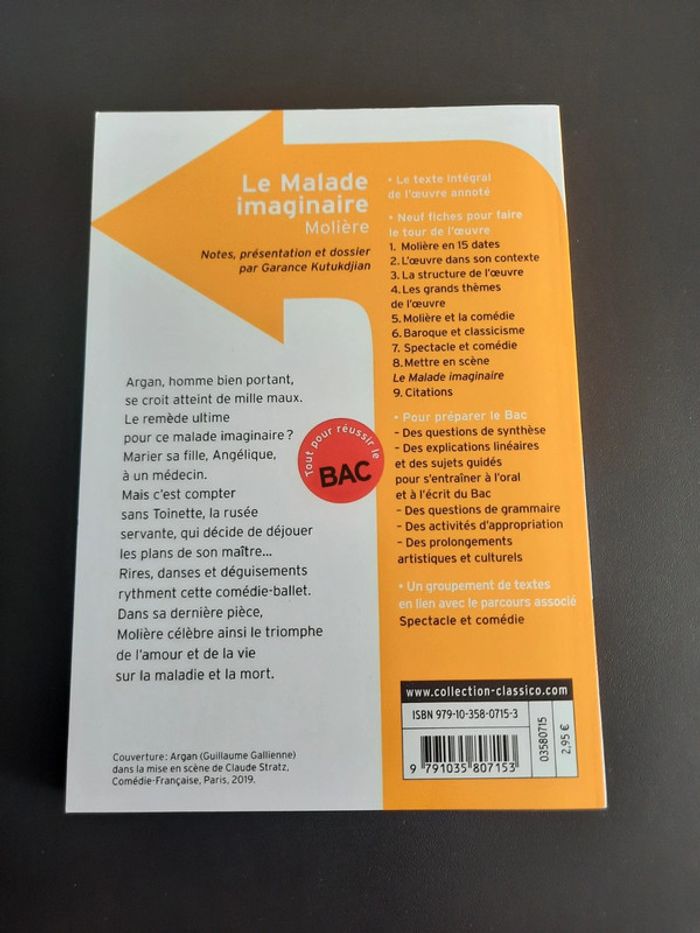 Le Malade
imaginaire
Molière
Notes, présentation et dossier
par Garance Kutukdjian
Argan, homme bien portant,
se croit atteint de mille maux.
Le remède ultime
pour ce malade imaginaire ?
Marier sa fille, Angélique,
à un médecin.
Mais c'est compter
sans Toinette, la rusée
servante, qui décide de déjouer
les plans de son maître...
Rires, danses et déguisements
rythment cette comédie-ballet.
Dans sa dernière pièce,
Molière célèbre ainsi le triomphe
de l'amour et de la vie
sur la maladie et la mort.
Couverture : Argan (Guillaume Gallienne)
dans la mise en scène de Claude Stratz,
Comédie-Française, Paris, 2019.
Tout pour réussir le
BAC
• Le texte intégral
de l'œuvre annoté
• Neuf fiches pour faire
le tour de l'œuvre
1. Molière en 15 dates
2. L'œuvre dans son contexte
3. La structure de l'œuvre
4. Les grands thèmes
de l'œuvre
5. Molière et la comédie
6. Baroque et classicisme
7. Spectacle et comédie
8. Mettre en scène
Le Malade imaginaire
9. Citations
• Pour préparer le Bac
– Des questions de synthèse
– Des explications linéaires
et des sujets guidés
pour s'entraîner à l'oral
et à l'écrit du Bac
– Des questions de grammaire
– Des activités d'appropriation
– Des prolongements
artistiques et culturels
• Un groupement de textes
en lien avec le parcours associé
Spectacle et comédie
www.collection-classico.com
ISBN 979-10-358-0715-3
9 791035 807153
03580715
2,95 €